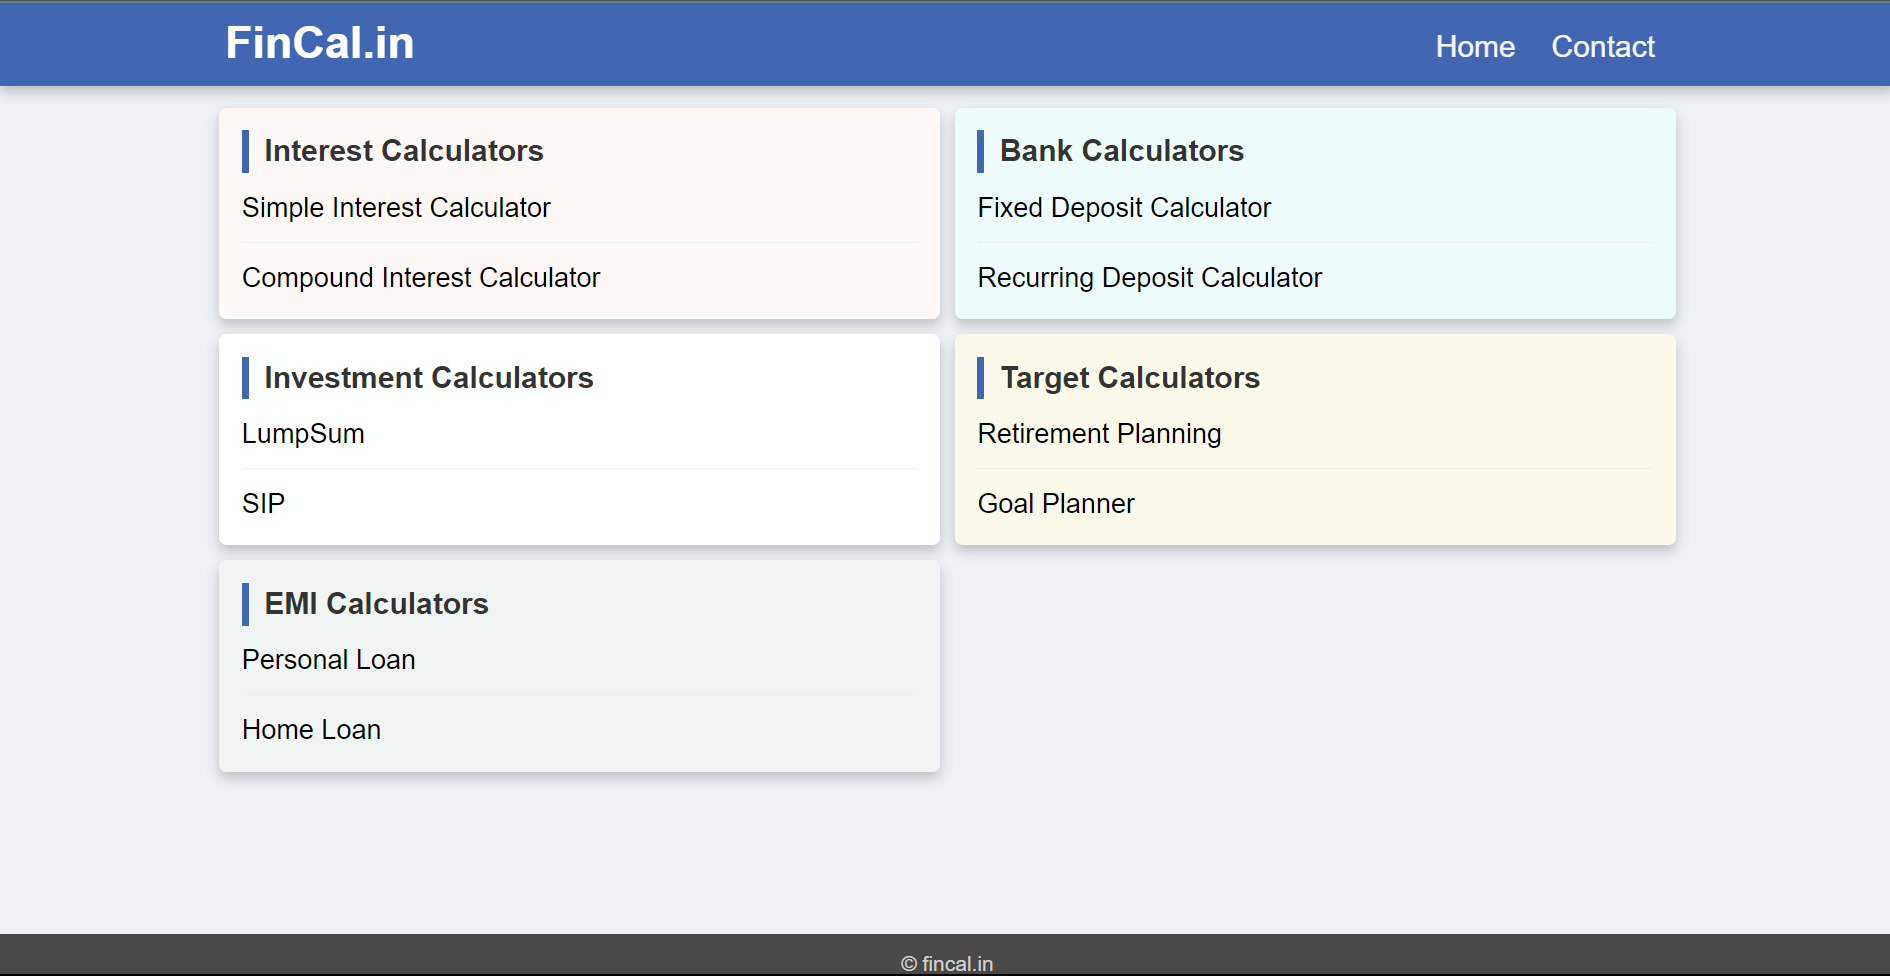 FinCal.in
Home Contact
Interest Calculators
Simple Interest Calculator
Compound Interest Calculator
Bank Calculators
Fixed Deposit Calculator
Recurring Deposit Calculator
Investment Calculators
LumpSum
SIP
Target Calculators
Retirement Planning
Goal Planner
EMI Calculators
Personal Loan
Home Loan
© fincal.in